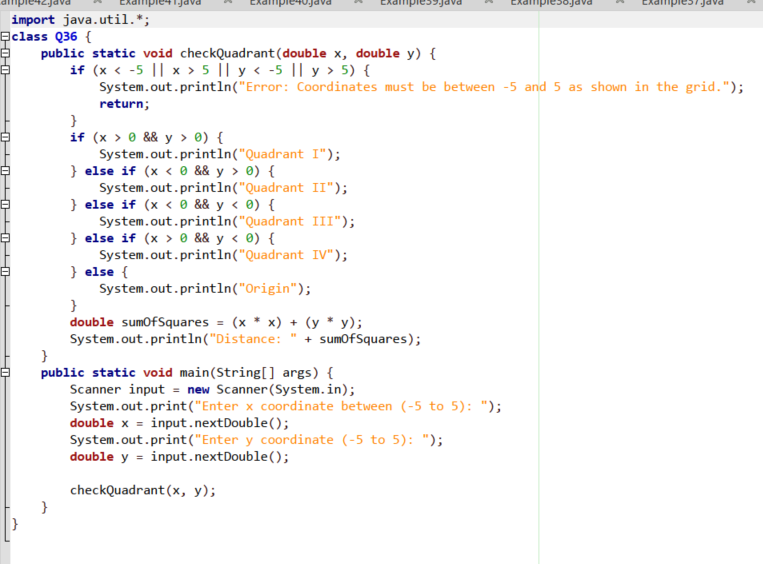 ample42.java Example41.java Example40.java Example39.java Example38.java Example37.java
import java.util.*;
class Q36 {
    public static void checkQuadrant(double x, double y) {
        if (x < -5 || x > 5 || y < -5 || y > 5) {
            System.out.println("Error: Coordinates must be between -5 and 5 as shown in the grid.");
            return;
        }
        if (x > 0 && y > 0) {
            System.out.println("Quadrant I");
        } else if (x < 0 && y > 0) {
            System.out.println("Quadrant II");
        } else if (x < 0 && y < 0) {
            System.out.println("Quadrant III");
        } else if (x > 0 && y < 0) {
            System.out.println("Quadrant IV");
        } else {
            System.out.println("Origin");
        }
        double sumOfSquares = (x * x) + (y * y);
        System.out.println("Distance: " + sumOfSquares);
    }
    public static void main(String[] args) {
        Scanner input = new Scanner(System.in);
        System.out.print("Enter x coordinate between (-5 to 5): ");
        double x = input.nextDouble();
        System.out.print("Enter y coordinate (-5 to 5): ");
        double y = input.nextDouble();

        checkQuadrant(x, y);
    }
}